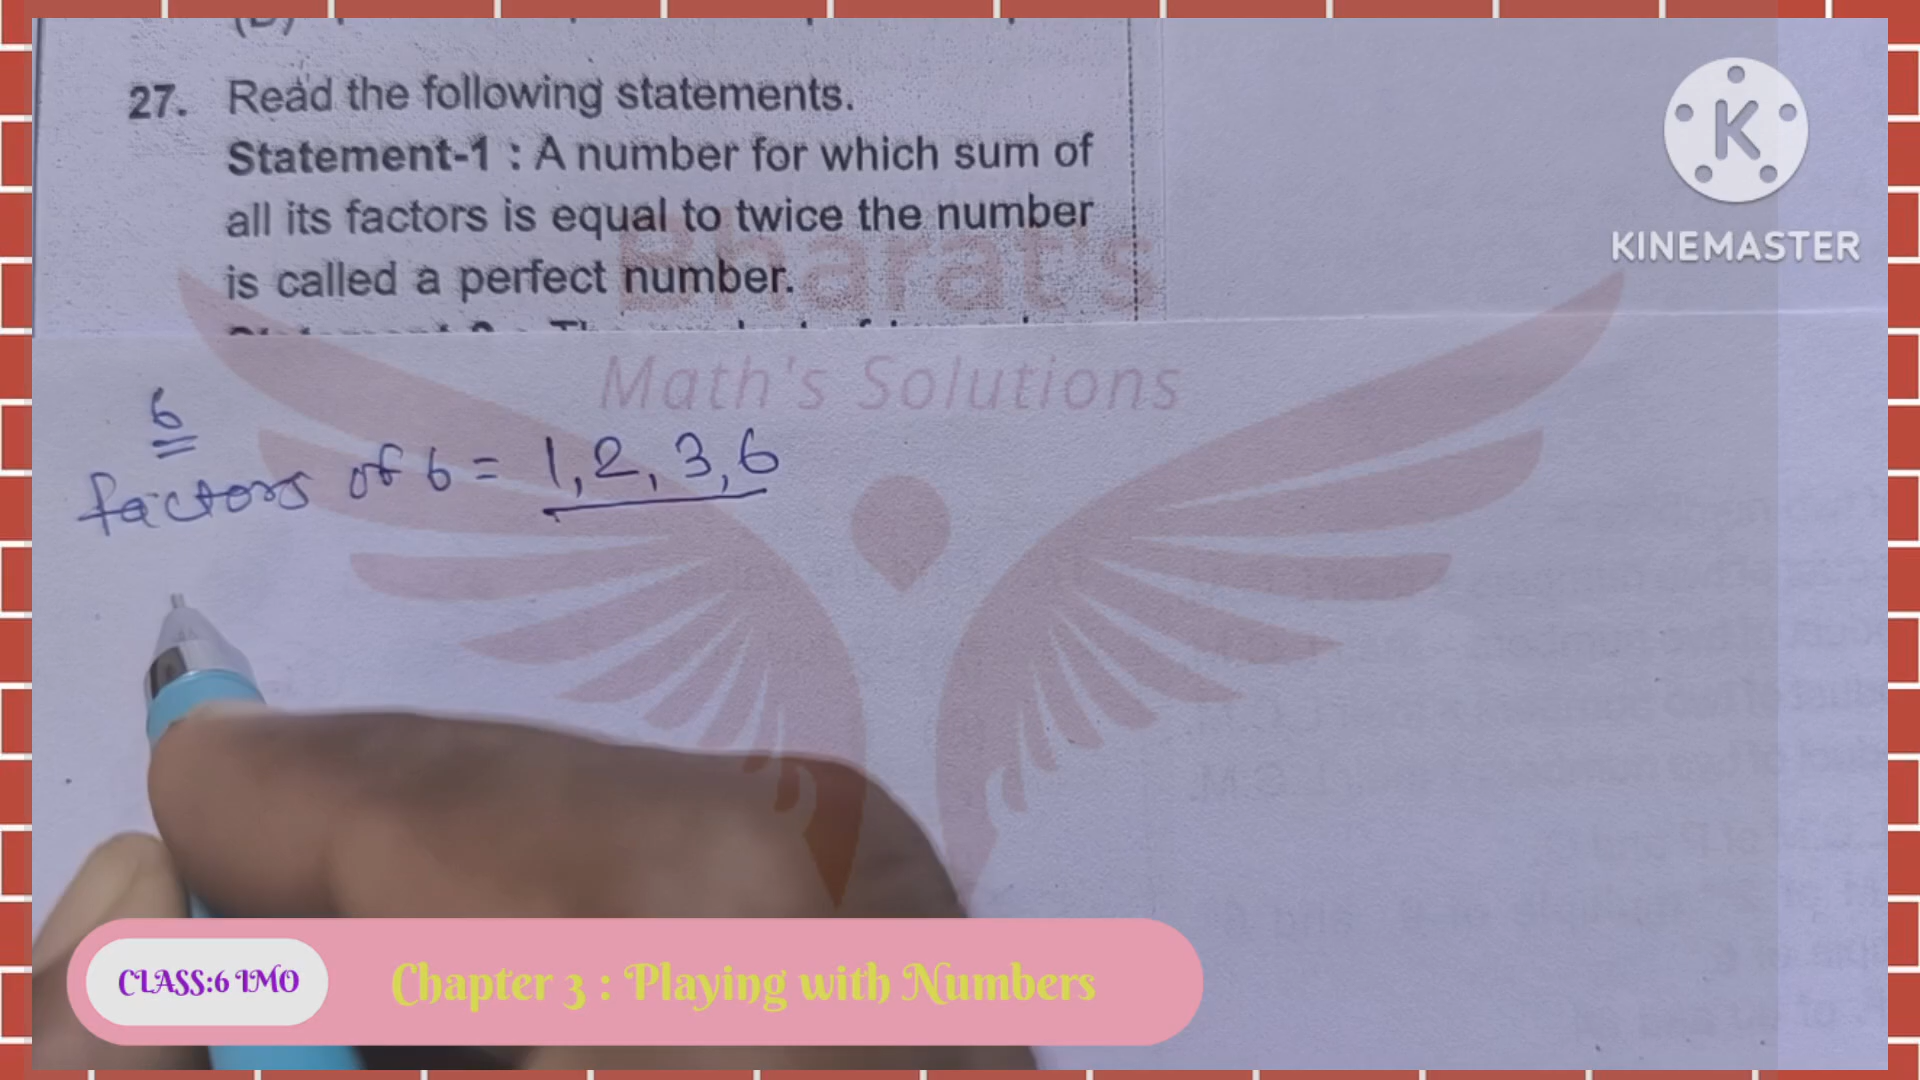 27. Read the following statements.
Statement-1 : A number for which sum of
all its factors is equal to twice the number
is called a perfect number.
Bharat's
Math's Solutions
KINEMASTER
6
factors of 6 = 1, 2, 3, 6
CLASS:6 IMO
Chapter 3 : Playing with Numbers